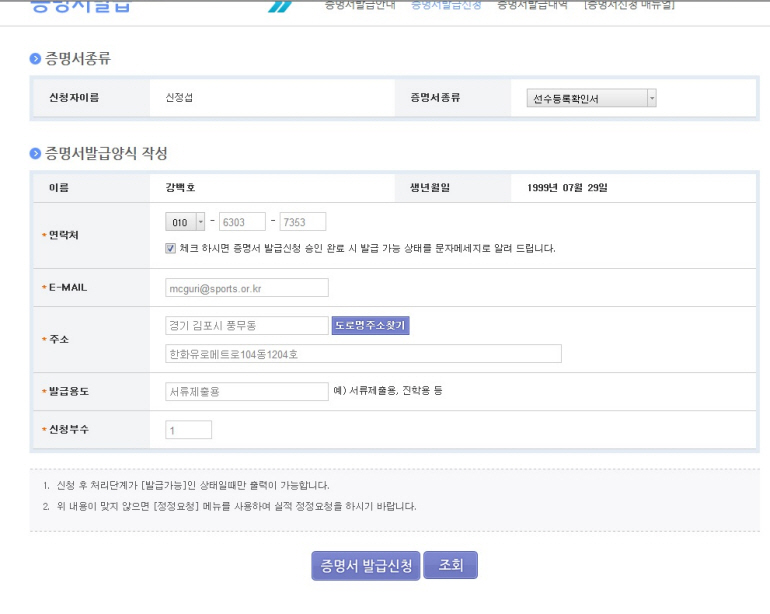 증명서발급
증명서발급안내 증명서발급신청 증명서발급내역 [증명서신청 매뉴얼]
증명서종류
신청자이름 신정섭 증명서종류 선수등록확인서
증명서발급양식 작성
이름 강백호 생년월일 1999년 07월 29일
*연락처 010 - 6303 - 7353
체크 하시면 증명서 발급신청 승인 완료 시 발급 가능 상태를 문자메세지로 알려 드립니다.
*E-MAIL mcguri@sports.or.kr
*주소 경기 김포시 풍무동 도로명주소찾기
한화유로메트로104동1204호
*발급용도 서류제출용 예) 서류제출용, 진학용 등
*신청부수 1
1. 신청 후 처리단계가 [발급가능]인 상태일때만 출력이 가능합니다.
2. 위 내용이 맞지 않으면 [정정요청] 메뉴를 사용하여 실적 정정요청을 하시기 바랍니다.
증명서 발급신청 조회